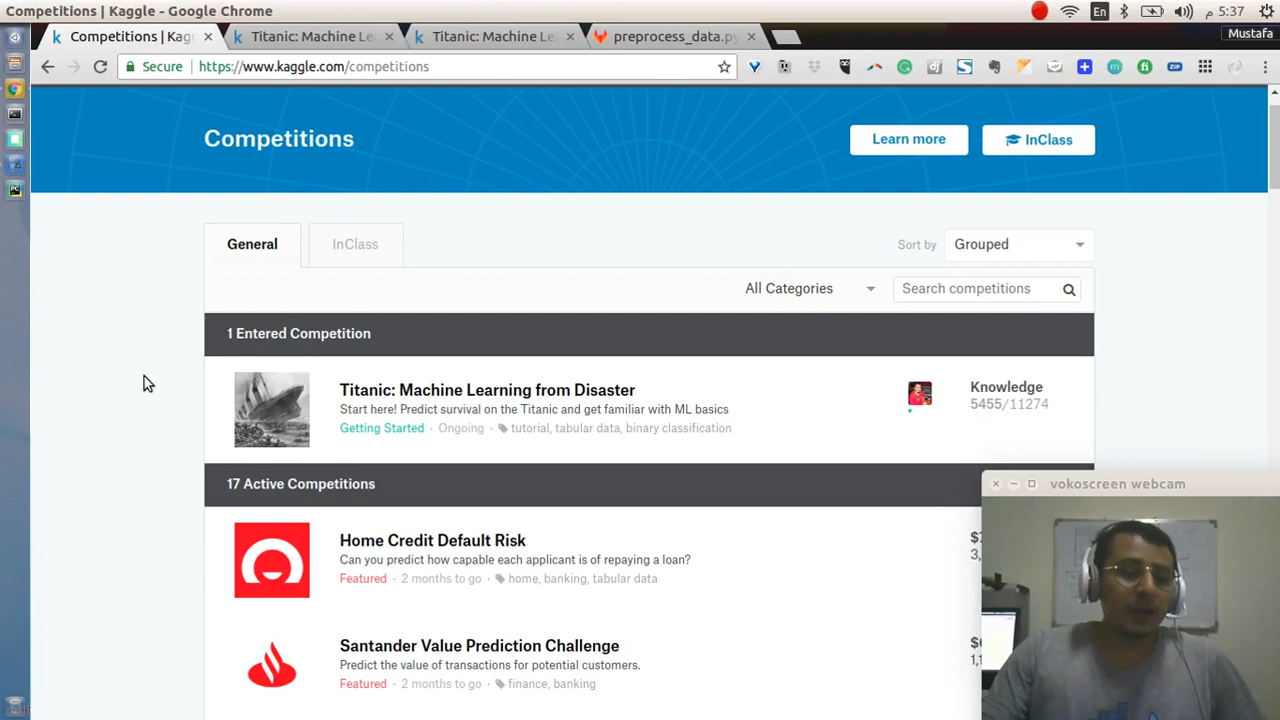 Competitions | Kaggle - Google Chrome
En
5:37 م
Mustafa
Competitions | Kagg
Titanic: Machine Le
Titanic: Machine Le
preprocess_data.py
Secure
https://www.kaggle.com/competitions
Competitions
Learn more
InClass
General
InClass
Sort by
Grouped
All Categories
Search competitions
1 Entered Competition
Titanic: Machine Learning from Disaster
Start here! Predict survival on the Titanic and get familiar with ML basics
Getting Started · Ongoing · tutorial, tabular data, binary classification
Knowledge
5455/11274
17 Active Competitions
Home Credit Default Risk
Can you predict how capable each applicant is of repaying a loan?
Featured · 2 months to go · home, banking, tabular data
Santander Value Prediction Challenge
Predict the value of transactions for potential customers.
Featured · 2 months to go · finance, banking
vokoscreen webcam